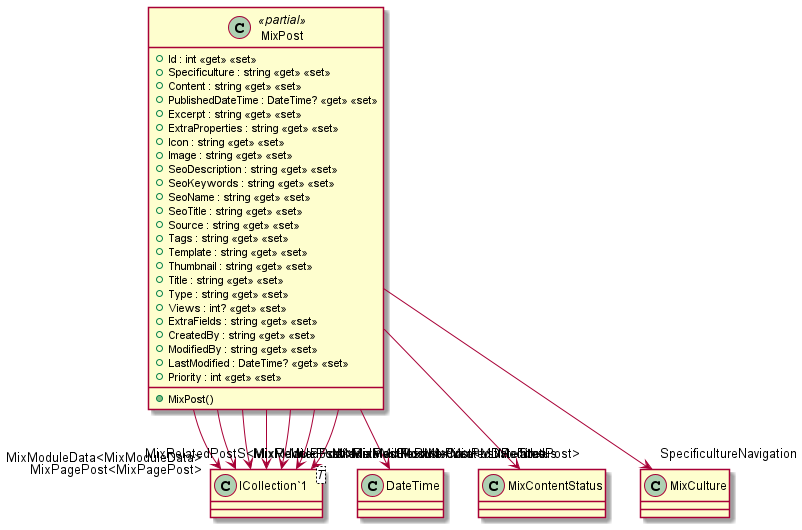 C
«partial»
MixPost
Id : int «get» «set»
Specificulture : string «get» «set»
Content : string «get» «set»
PublishedDateTime : DateTime? «get» «set»
Excerpt : string «get» «set»
ExtraProperties : string «get» «set»
Icon : string «get» «set»
Image : string «get» «set»
SeoDescription : string «get» «set»
SeoKeywords : string «get» «set»
SeoName : string «get» «set»
SeoTitle : string «get» «set»
Source : string «get» «set»
Tags : string «get» «set»
Template : string «get» «set»
Thumbnail : string «get» «set»
Title : string «get» «set»
Type : string «get» «set»
Views : int? «get» «set»
ExtraFields : string «get» «set»
CreatedBy : string «get» «set»
ModifiedBy : string «get» «set»
LastModified : DateTime? «get» «set»
Priority : int «get» «set»
MixPost()
SpecificultureNavigation
MixModuleData<MixModuleData>
MixPagePost<MixPagePost>
C ICollection`1
T
C DateTime
C MixContentStatus
C MixCulture